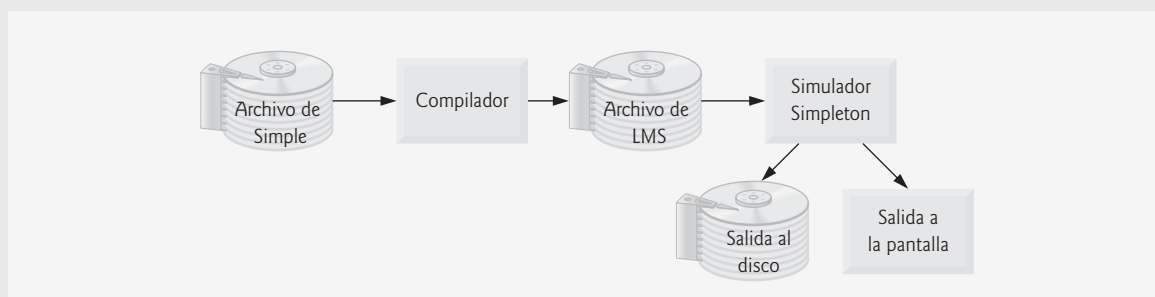 Archivo de
Simple
Compilador
Archivo de
LMS
Simulador
Simpleton
Salida al
disco
Salida a
la pantalla